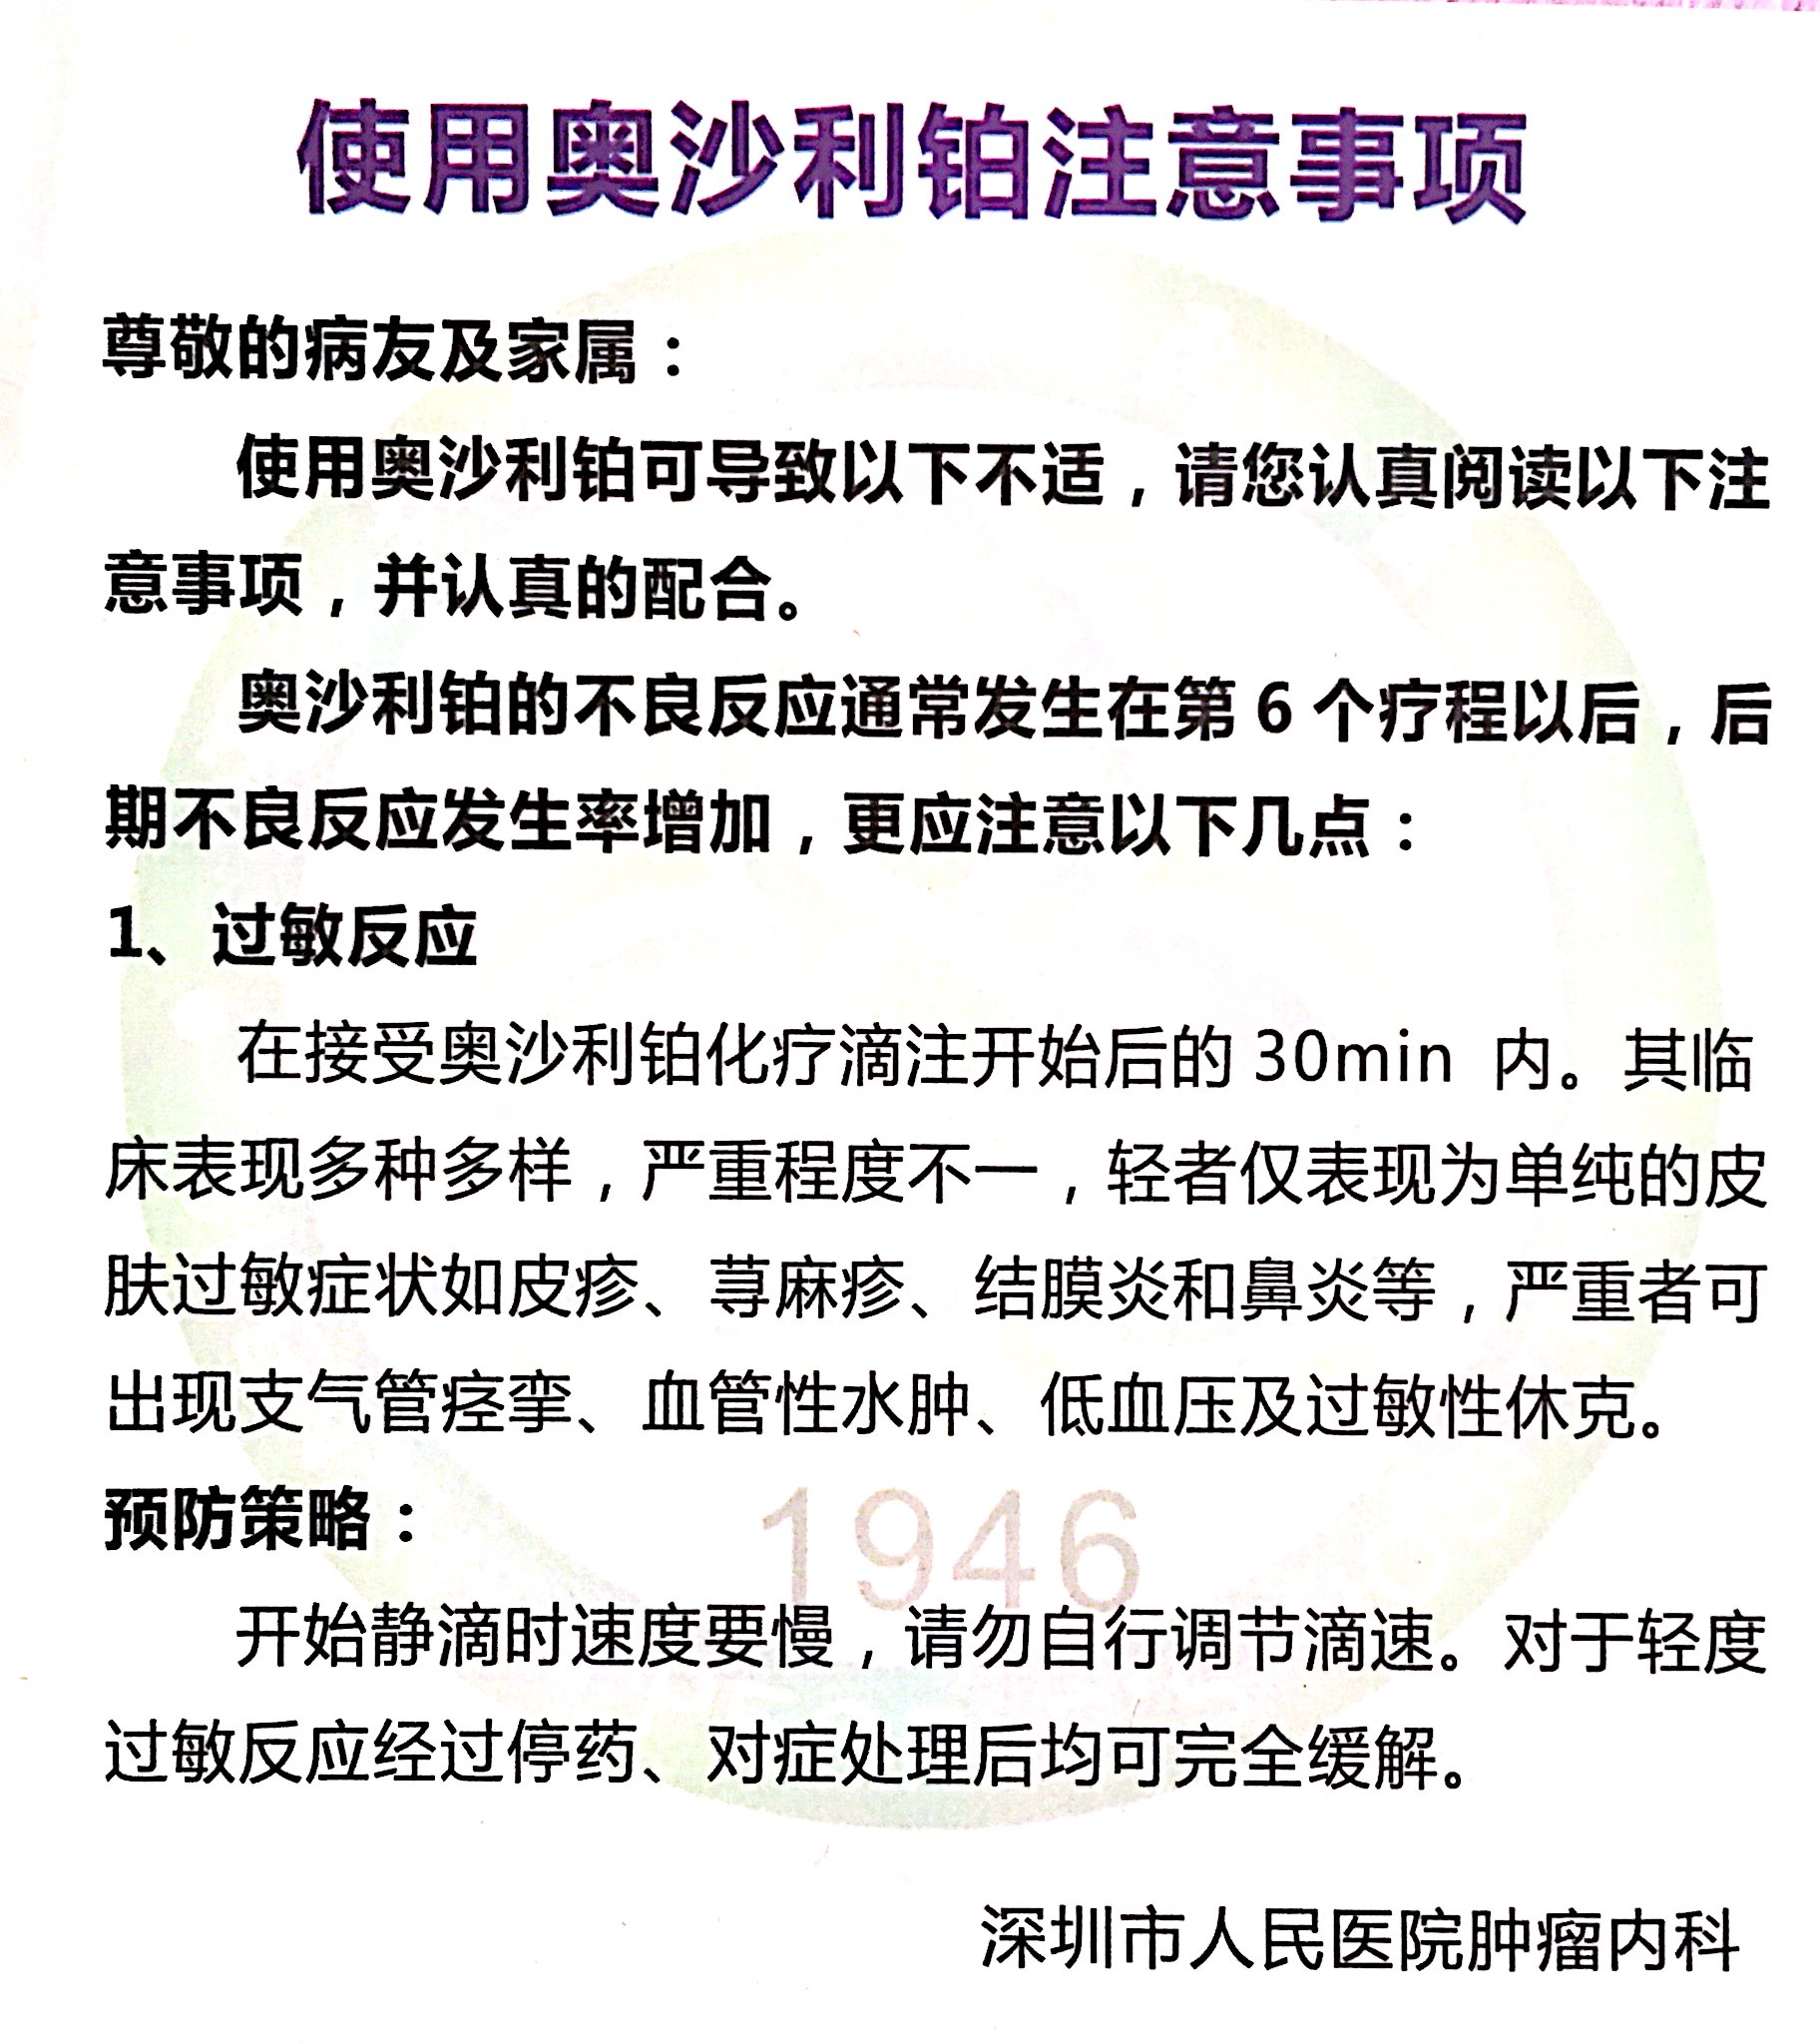 使用奥沙利铂注意事项
尊敬的病友及家属：
使用奥沙利铂可导致以下不适，请您认真阅读以下注
意事项，并认真的配合。
奥沙利铂的不良反应通常发生在第 6 个疗程以后，后
期不良反应发生率增加，更应注意以下几点：
1、过敏反应
在接受奥沙利铂化疗滴注开始后的 30min 内。其临
床表现多种多样，严重程度不一，轻者仅表现为单纯的皮
肤过敏症状如皮疹、荨麻疹、结膜炎和鼻炎等，严重者可
出现支气管痉挛、血管性水肿、低血压及过敏性休克。
预防策略：
1946
开始静滴时速度要慢，请勿自行调节滴速。对于轻度
过敏反应经过停药、对症处理后均可完全缓解。
深圳市人民医院肿瘤内科